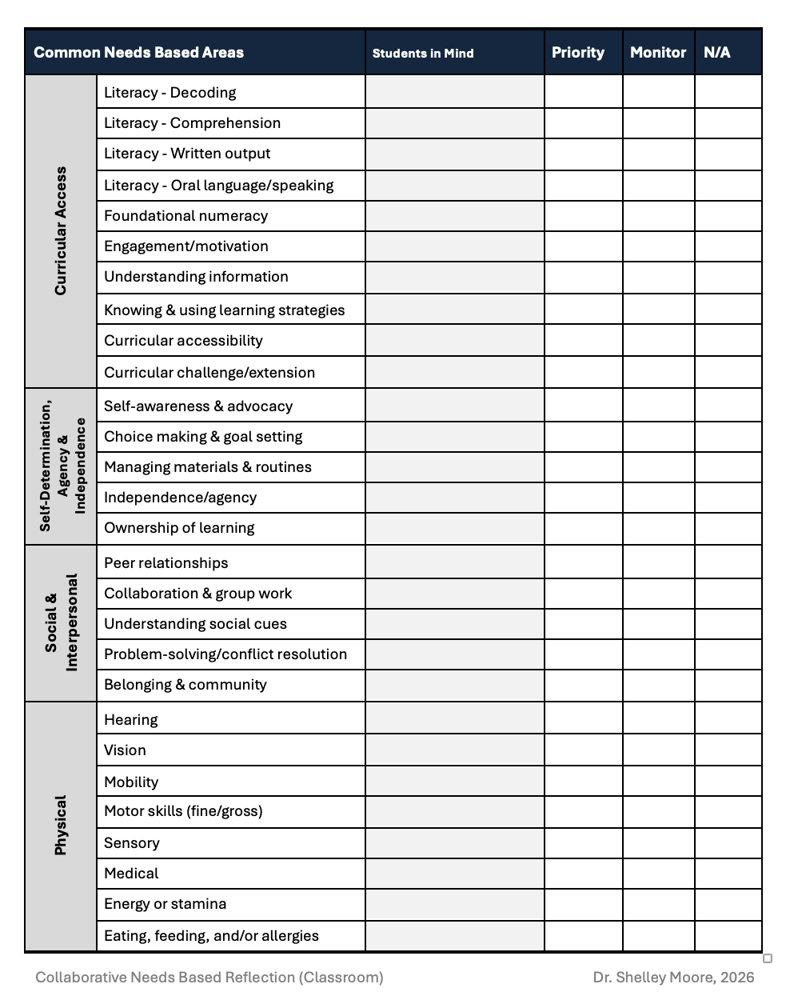 Common Needs Based Areas Students in Mind Priority Monitor N/A
Curricular Access
Literacy - Decoding
Literacy - Comprehension
Literacy - Written output
Literacy - Oral language/speaking
Foundational numeracy
Engagement/motivation
Understanding information
Knowing & using learning strategies
Curricular accessibility
Curricular challenge/extension
Self-Determination,
Agency &
Independence
Self-awareness & advocacy
Choice making & goal setting
Managing materials & routines
Independence/agency
Ownership of learning
Social &
Interpersonal
Peer relationships
Collaboration & group work
Understanding social cues
Problem-solving/conflict resolution
Belonging & community
Physical
Hearing
Vision
Mobility
Motor skills (fine/gross)
Sensory
Medical
Energy or stamina
Eating, feeding, and/or allergies
Collaborative Needs Based Reflection (Classroom) Dr. Shelley Moore, 2026